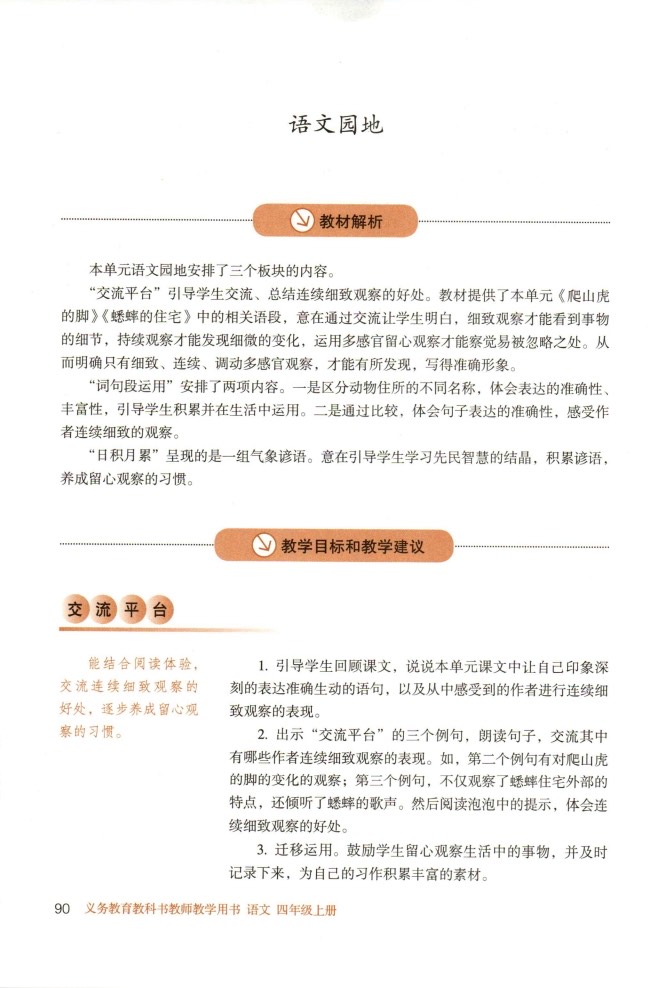 语文园地
教材解析
本单元语文园地安排了三个板块的内容。
“交流平台”引导学生交流、总结连续细致观察的好处。教材提供了本单元《爬山虎
的脚》《蟋蟀的住宅》中的相关语段，意在通过交流让学生明白，细致观察才能看到事物
的细节，持续观察才能发现细微的变化，运用多感官留心观察才能察觉易被忽略之处。从
而明确只有细致、连续、调动多感官观察，才能有所发现，写得准确形象。
“词句段运用”安排了两项内容。一是区分动物住所的不同名称，体会表达的准确性、
丰富性，引导学生积累并在生活中运用。二是通过比较，体会句子表达的准确性，感受作
者连续细致的观察。
“日积月累”呈现的是一组气象谚语。意在引导学生学习先民智慧的结晶，积累谚语，
养成留心观察的习惯。
教学目标和教学建议
交流平台
能结合阅读体验，
交流连续细致观察的
好处，逐步养成留心观
察的习惯。
1. 引导学生回顾课文，说说本单元课文中让自己印象深
刻的表达准确生动的语句，以及从中感受到的作者进行连续细
致观察的表现。
2. 出示“交流平台”的三个例句，朗读句子，交流其中
有哪些作者连续细致观察的表现。如，第二个例句有对爬山虎
的脚的变化的观察；第三个例句，不仅观察了蟋蟀住宅外部的
特点，还倾听了蟋蟀的歌声。然后阅读泡泡中的提示，体会连
续细致观察的好处。
3. 迁移运用。鼓励学生留心观察生活中的事物，并及时
记录下来，为自己的习作积累丰富的素材。
90 义务教育教科书教师教学用书 语文 四年级上册